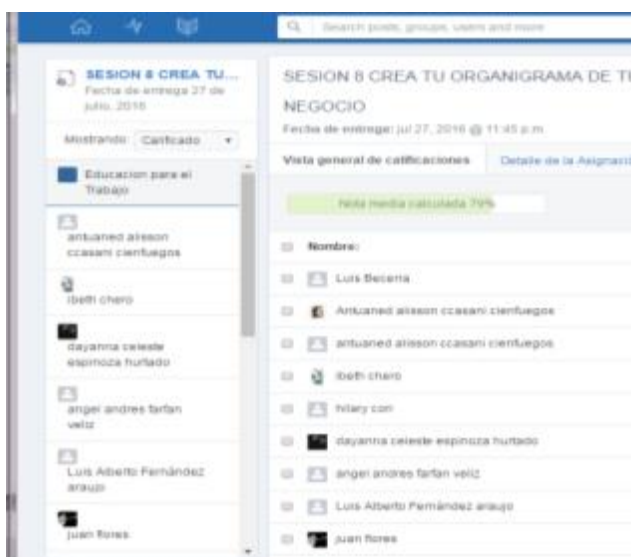 Search posts, groups, users and more
SESION 8 CREA TU...
Fecha de entrega 27 de
julio, 2016
Mostrando: Calificado
Educacion para el
Trabajo
antuaned alisson
ccasani cienfuegos
ibeth chero
dayanna celeste
espinoza hurtado
angel andres farfan
veliz
Luis Alberto Fernández
araujo
juan flores
SESION 8 CREA TU ORGANIGRAMA DE T
NEGOCIO
Fecha de entrega: jul 27, 2016 @ 11:45 p.m.
Vista general de calificaciones
Detalle de la Asignaci
Nota media calculada 79%
Nombre:
Luis Becerra
Antuaned alisson ccasani cienfuegos
antuaned alisson ccasani cienfuegos
ibeth chero
hilary cori
dayanna celeste espinoza hurtado
angel andres farfan veliz
Luis Alberto Fernández araujo
juan flores